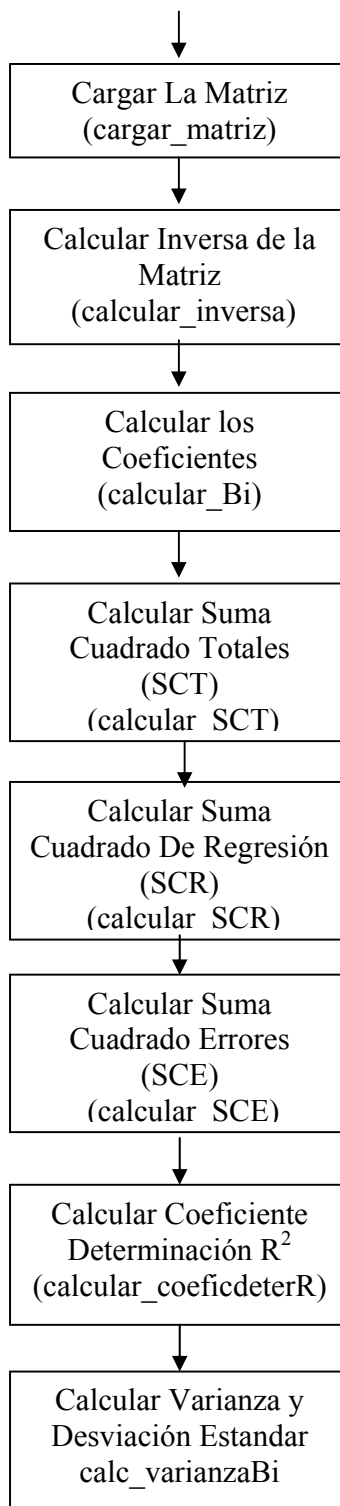 Cargar La Matriz
(cargar_matriz)
Calcular Inversa de la
Matriz
(calcular_inversa)
Calcular los
Coeficientes
(calcular_Bi)
Calcular Suma
Cuadrado Totales
(SCT)
(calcular_SCT)
Calcular Suma
Cuadrado De Regresión
(SCR)
(calcular_SCR)
Calcular Suma
Cuadrado Errores
(SCE)
(calcular_SCE)
Calcular Coeficiente
Determinación R²
(calcular_coeficdeterR)
Calcular Varianza y
Desviación Estandar
calc_varianzaBi